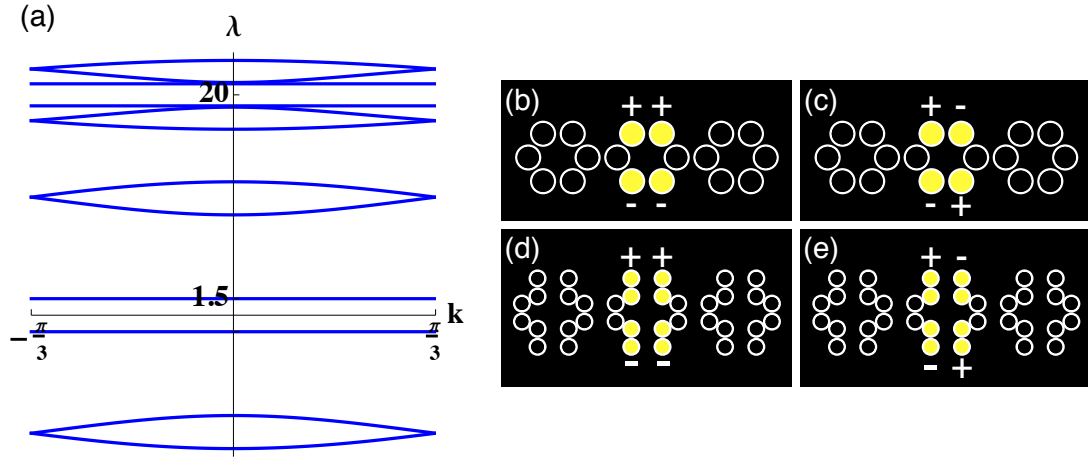 (a)
λ
20
1.5
k
-π/3
π/3
(b)
+ +
- -
(c)
+ -
- +
(d)
+ +
- -
(e)
+ -
- +